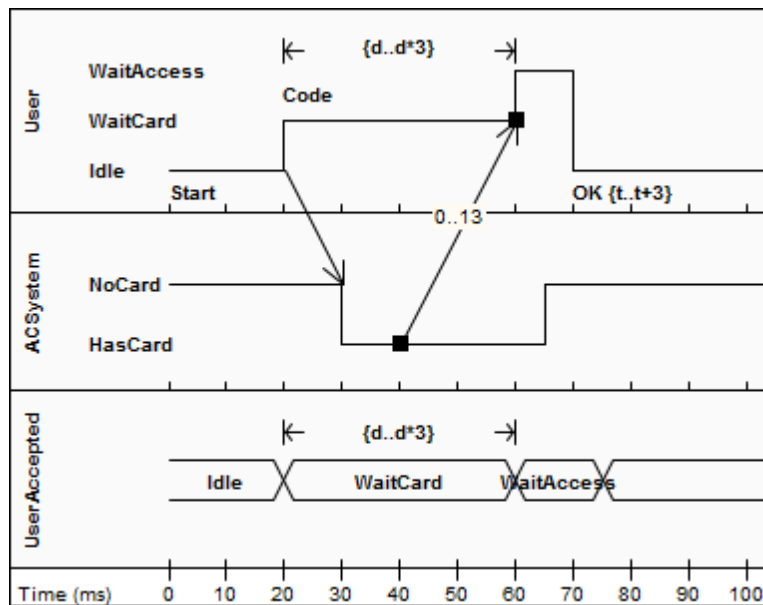 User
{d..d*3}
WaitAccess
Code
WaitCard
Idle
Start
OK {t..t+3}
0..13
ACSystem
NoCard
HasCard
UserAccepted
{d..d*3}
Idle
WaitCard
WaitAccess
Time (ms) 0 10 20 30 40 50 60 70 80 90 100